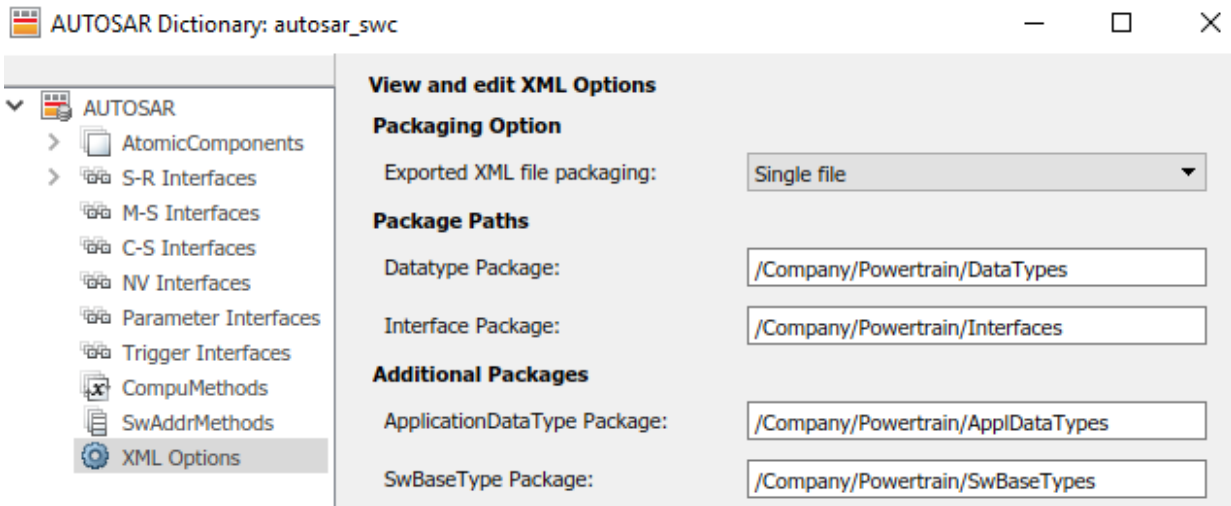 AUTOSAR Dictionary: autosar_swc
AUTOSAR
AtomicComponents
S-R Interfaces
M-S Interfaces
C-S Interfaces
NV Interfaces
Parameter Interfaces
Trigger Interfaces
CompuMethods
SwAddrMethods
XML Options
View and edit XML Options
Packaging Option
Exported XML file packaging: Single file
Package Paths
Datatype Package: /Company/Powertrain/DataTypes
Interface Package: /Company/Powertrain/Interfaces
Additional Packages
ApplicationDataType Package: /Company/Powertrain/ApplDataTypes
SwBaseType Package: /Company/Powertrain/SwBaseTypes